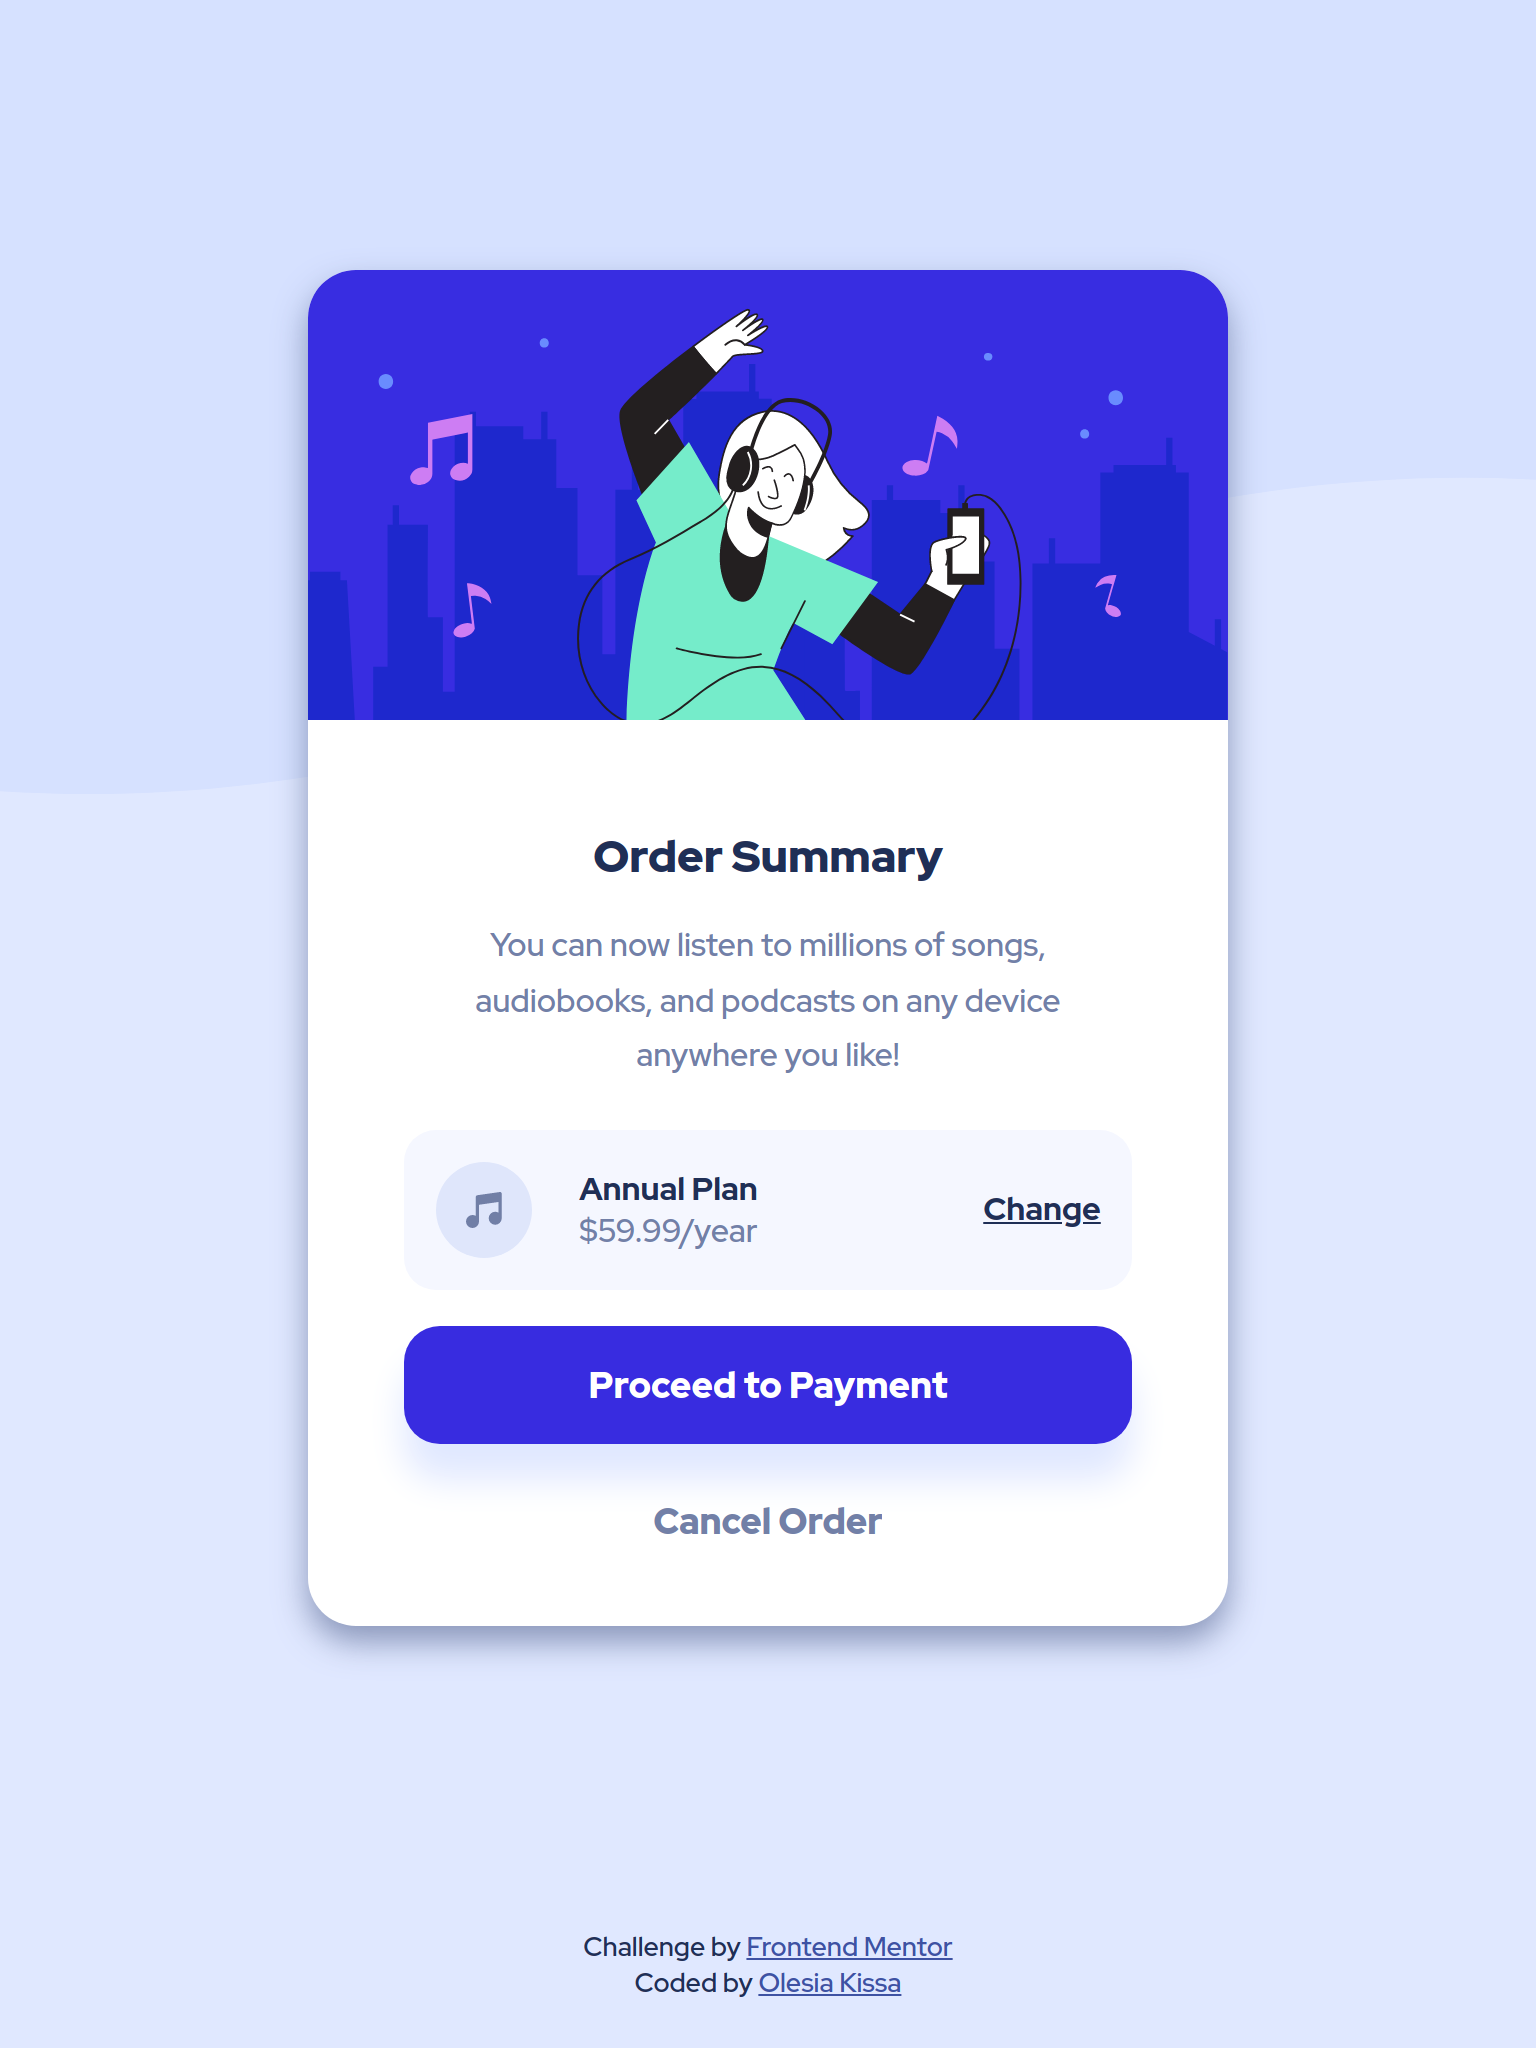 Order Summary
You can now listen to millions of songs,
audiobooks, and podcasts on any device
anywhere you like!
Annual Plan
$59.99/year
Change
Proceed to Payment
Cancel Order
Challenge by Frontend Mentor
Coded by Olesia Kissa